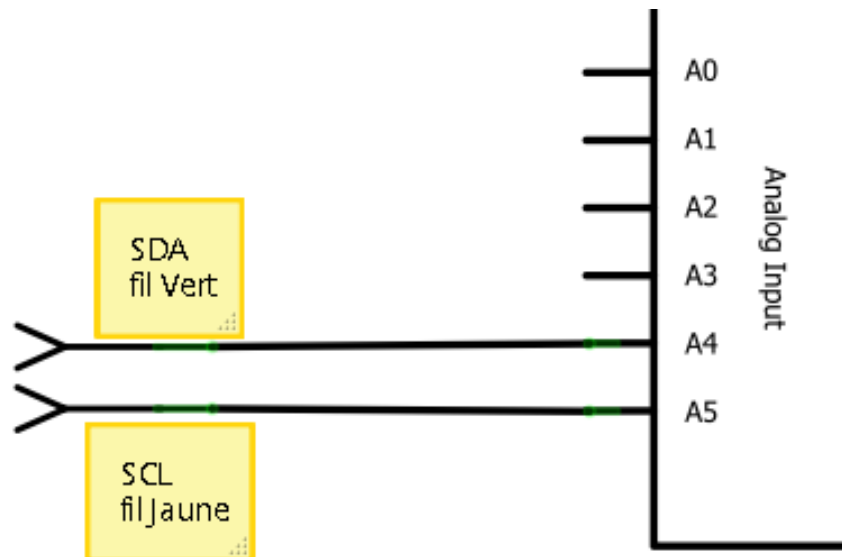 A0
A1
A2
A3
A4
A5
Analog Input
SDA
fil Vert
SCL
fil Jaune